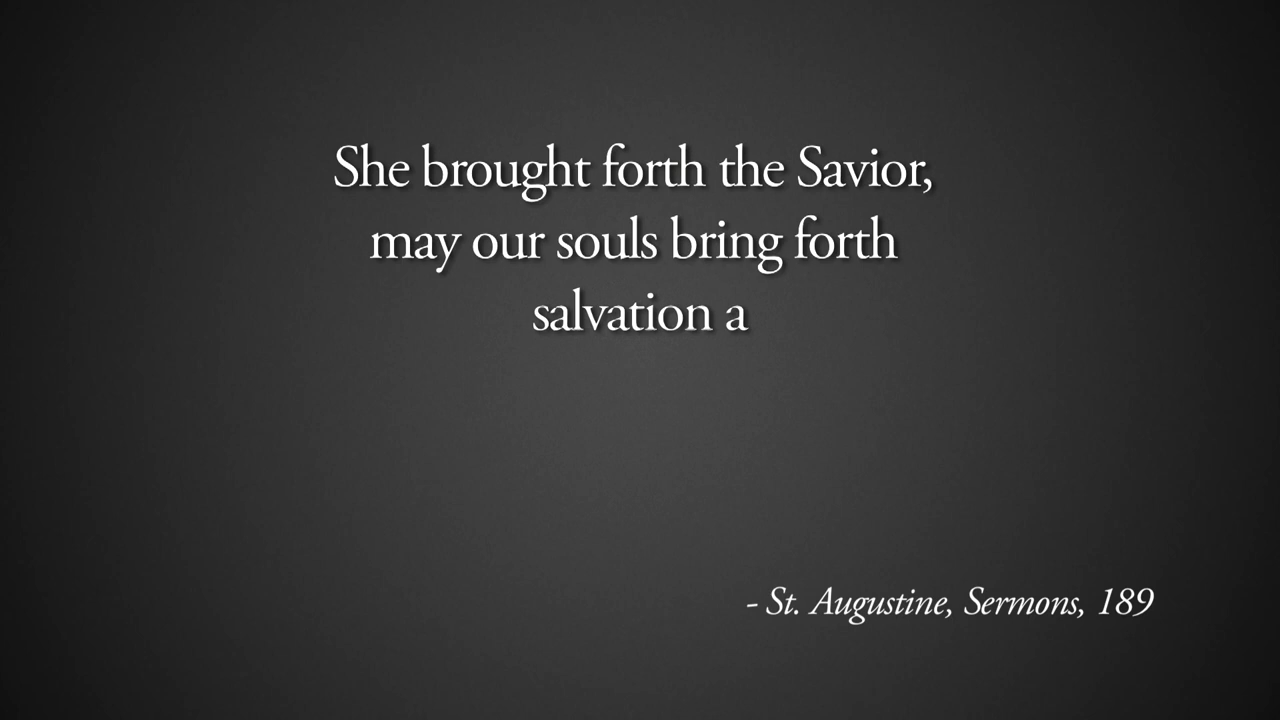 She brought forth the Savior,
may our souls bring forth
salvation a
- St. Augustine, Sermons, 189